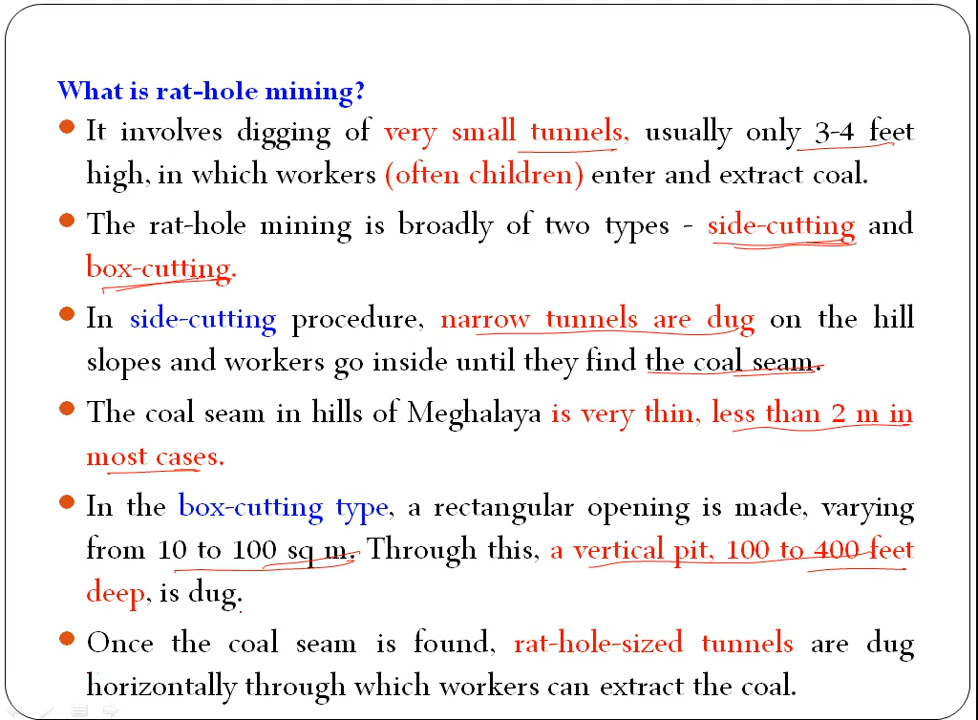 What is rat-hole mining?
It involves digging of very small tunnels, usually only 3-4 feet
high, in which workers (often children) enter and extract coal.
The rat-hole mining is broadly of two types - side-cutting and
box-cutting.
In side-cutting procedure, narrow tunnels are dug on the hill
slopes and workers go inside until they find the coal seam.
The coal seam in hills of Meghalaya is very thin, less than 2 m in
most cases.
In the box-cutting type, a rectangular opening is made, varying
from 10 to 100 sq m. Through this, a vertical pit, 100 to 400 feet
deep, is dug.
Once the coal seam is found, rat-hole-sized tunnels are dug
horizontally through which workers can extract the coal.